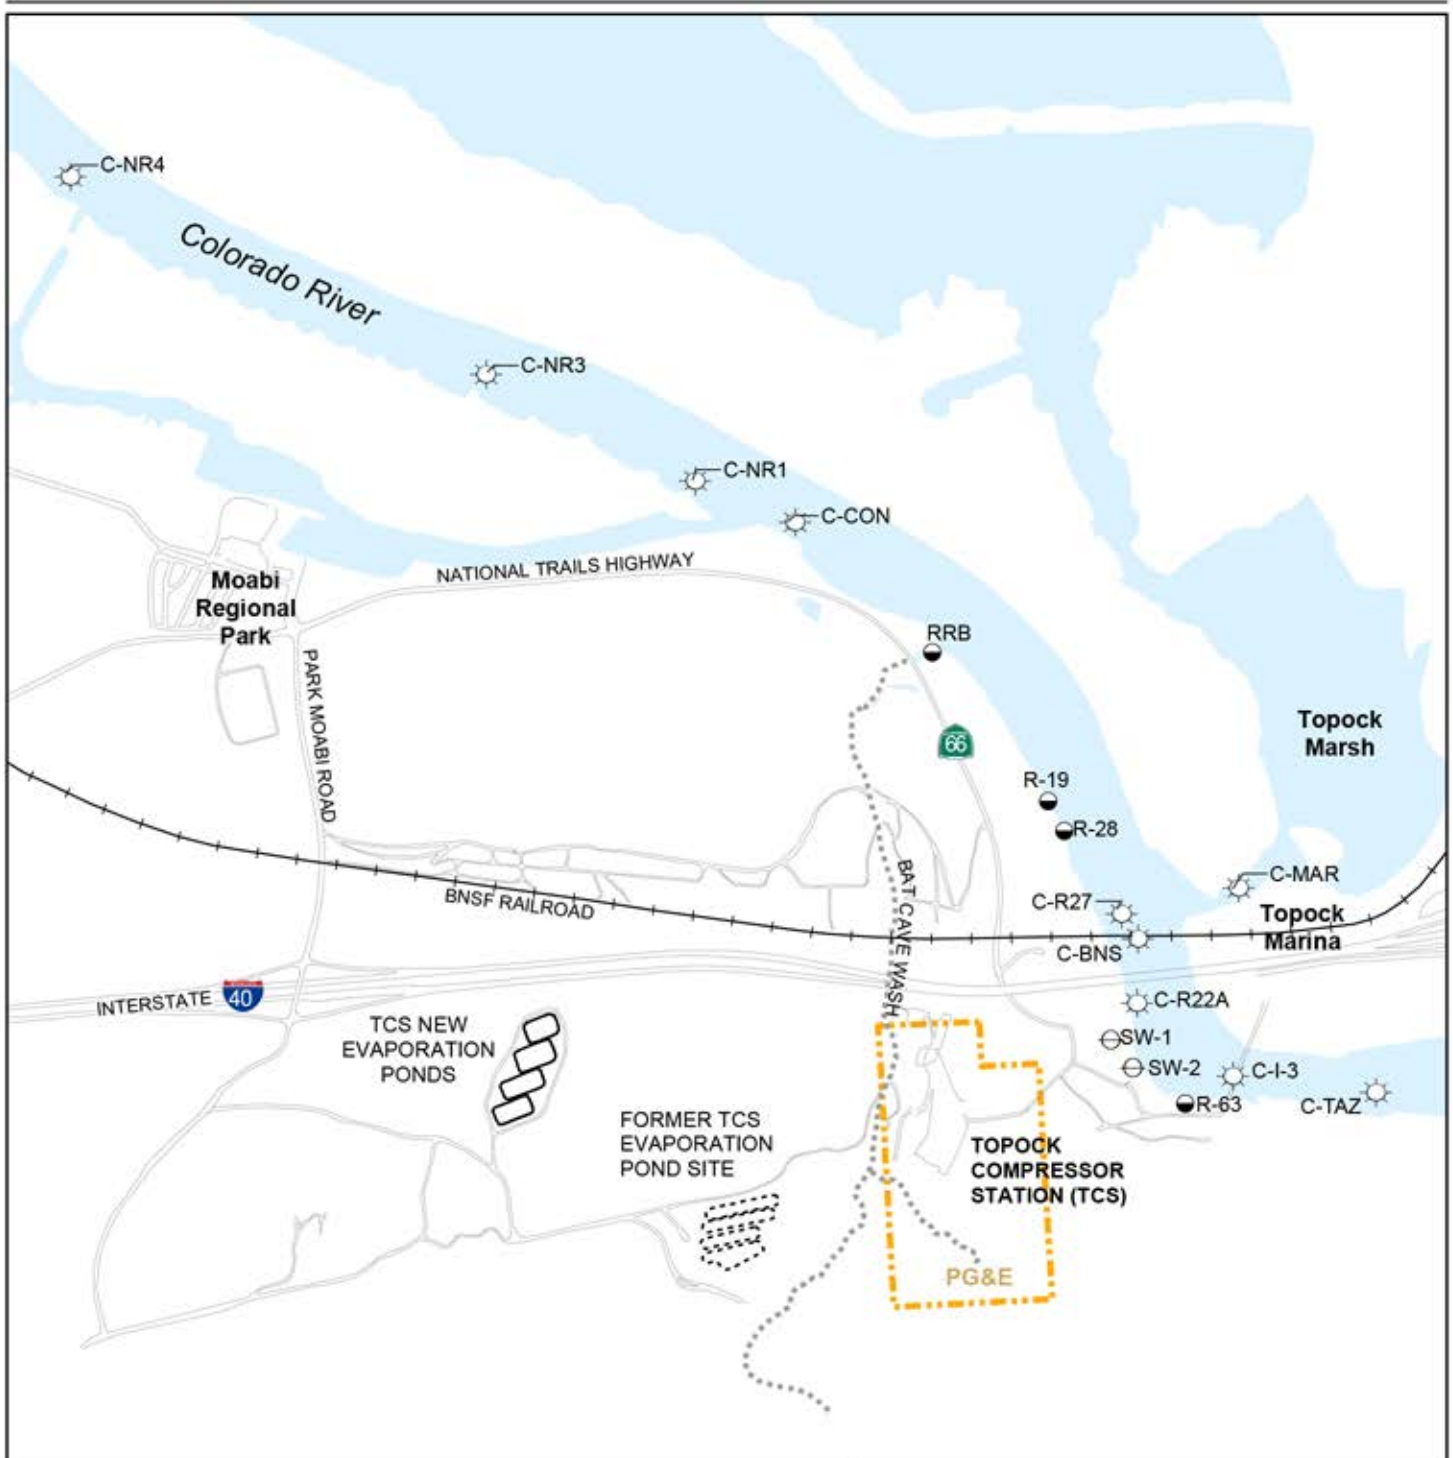 C-NR4
Colorado River
C-NR3
C-NR1
C-CON
NATIONAL TRAILS HIGHWAY
Moabi
Regional
Park
RRB
PARK MOABI ROAD
66
Topock
Marsh
R-19
R-28
C-MAR
BAT CAVE WASH
C-R27
Topock
Marina
BNSF RAILROAD
C-BNS
INTERSTATE
40
C-R22A
TCS NEW
EVAPORATION
PONDS
SW-1
SW-2
C-I-3
R-63
C-TAZ
FORMER TCS
EVAPORATION
POND SITE
TOPOCK
COMPRESSOR
STATION (TCS)
PG&E